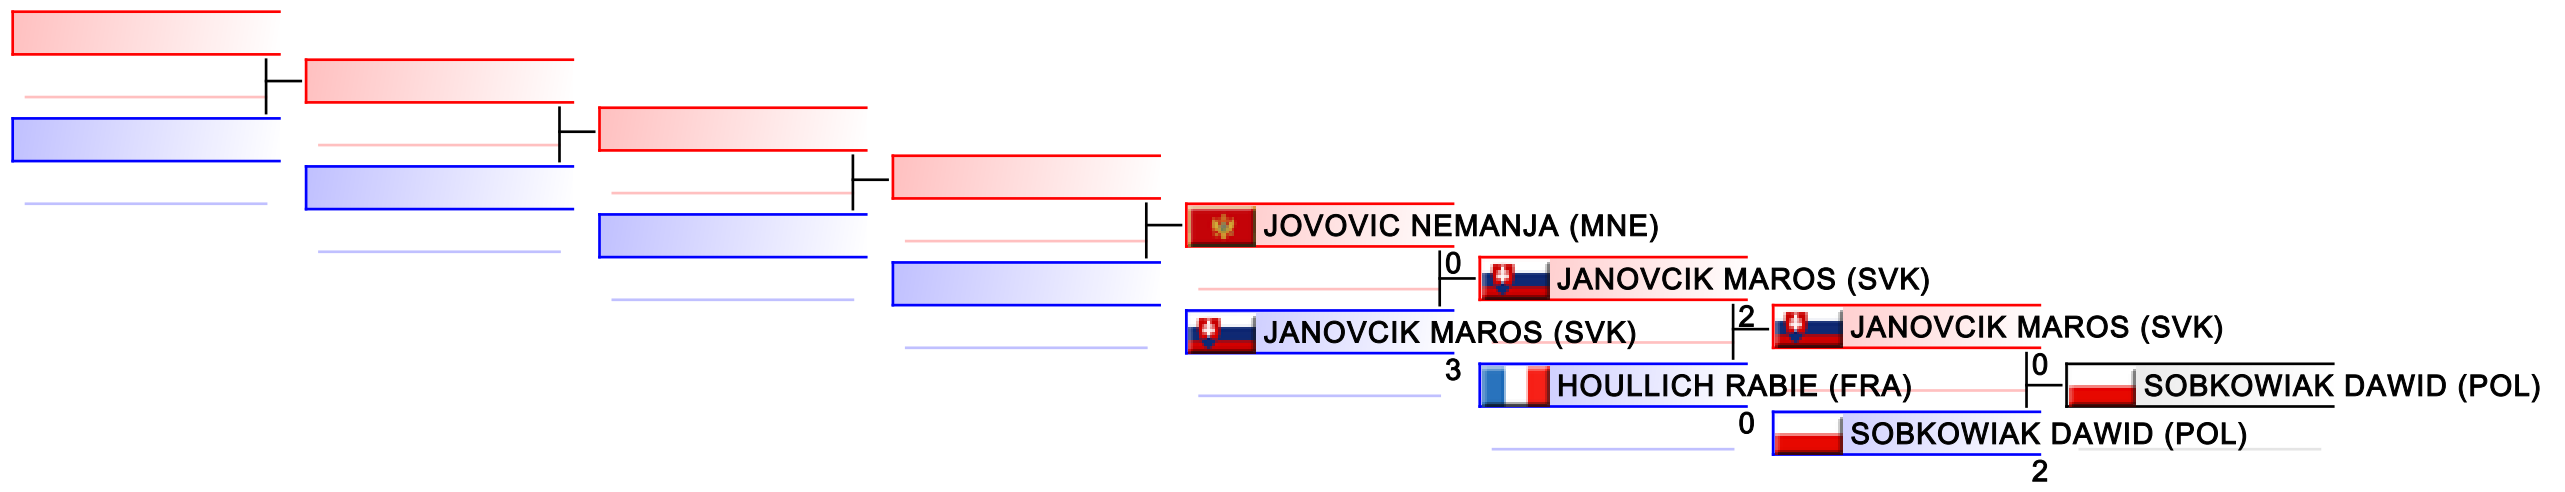 JOVOVIC NEMANJA (MNE)
0
JANOVCIK MAROS (SVK)
3
JANOVCIK MAROS (SVK)
2
HOULLICH RABIE (FRA)
0
JANOVCIK MAROS (SVK)
0
SOBKOWIAK DAWID (POL)
2
SOBKOWIAK DAWID (POL)